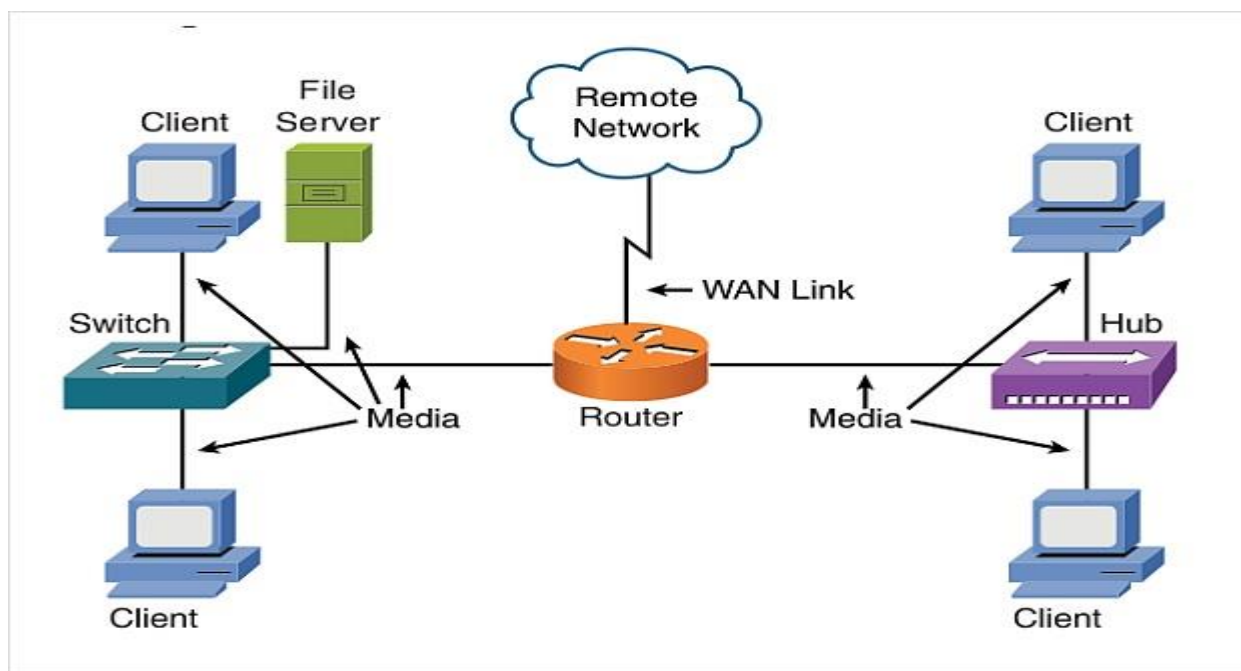 File
Server
Client
Remote
Network
Client
WAN Link
Switch
Hub
Media
Router
Media
Client
Client